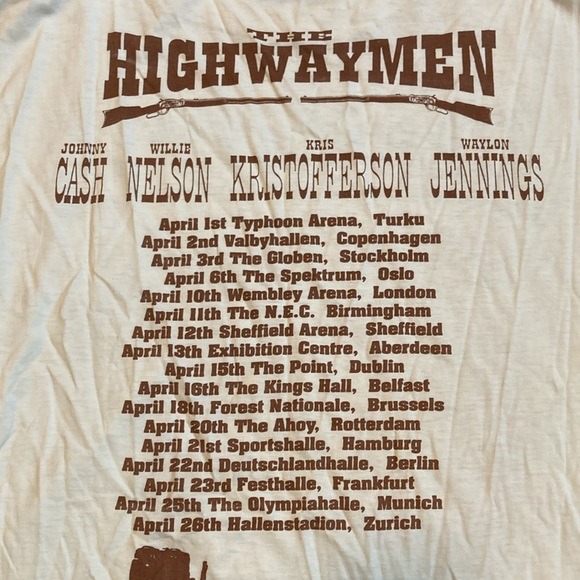 THE
HIGHWAYMEN
JOHNNY CASH WILLIE NELSON KRIS KRISTOFFERSON WAYLON JENNINGS
April 1st Typhoon Arena, Turku
April 2nd Valbyhallen, Copenhagen
April 3rd The Globen, Stockholm
April 6th The Spektrum, Oslo
April 10th Wembley Arena, London
April 11th The N.E.C. Birmingham
April 12th Sheffield Arena, Sheffield
April 13th Exhibition Centre, Aberdeen
April 15th The Point, Dublin
April 16th The Kings Hall, Belfast
April 18th Forest Nationale, Brussels
April 20th The Ahoy, Rotterdam
April 21st Sportshalle, Hamburg
April 22nd Deutschlandhalle, Berlin
April 23rd Festhalle, Frankfurt
April 25th The Olympiahalle, Munich
April 26th Hallenstadion, Zurich